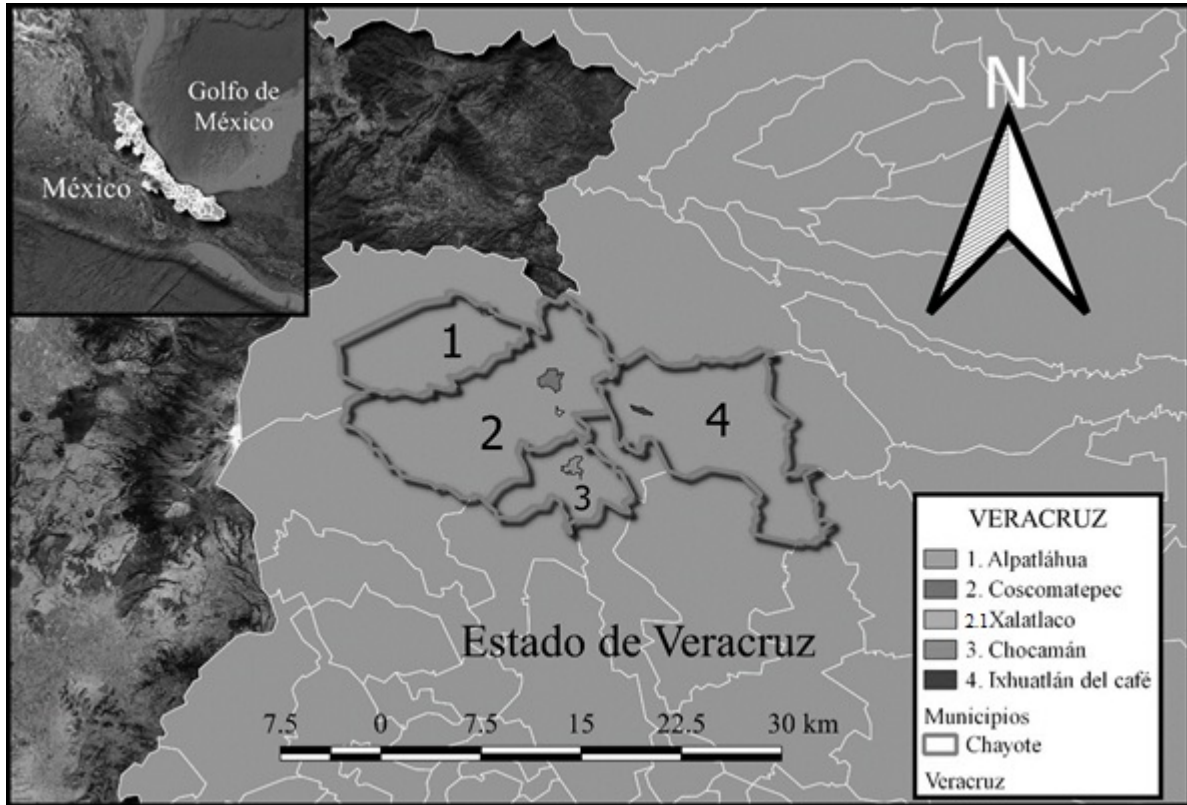 Golfo de
México
México
N
1
2
3
4
Estado de Veracruz
7.5 0 7.5 15 22.5 30 km
VERACRUZ
1. Alpatláhua
2. Coscomatepec
2.1Xalatlaco
3. Chocamán
4. Ixhuatlán del café
Municipios
Chayote
Veracruz